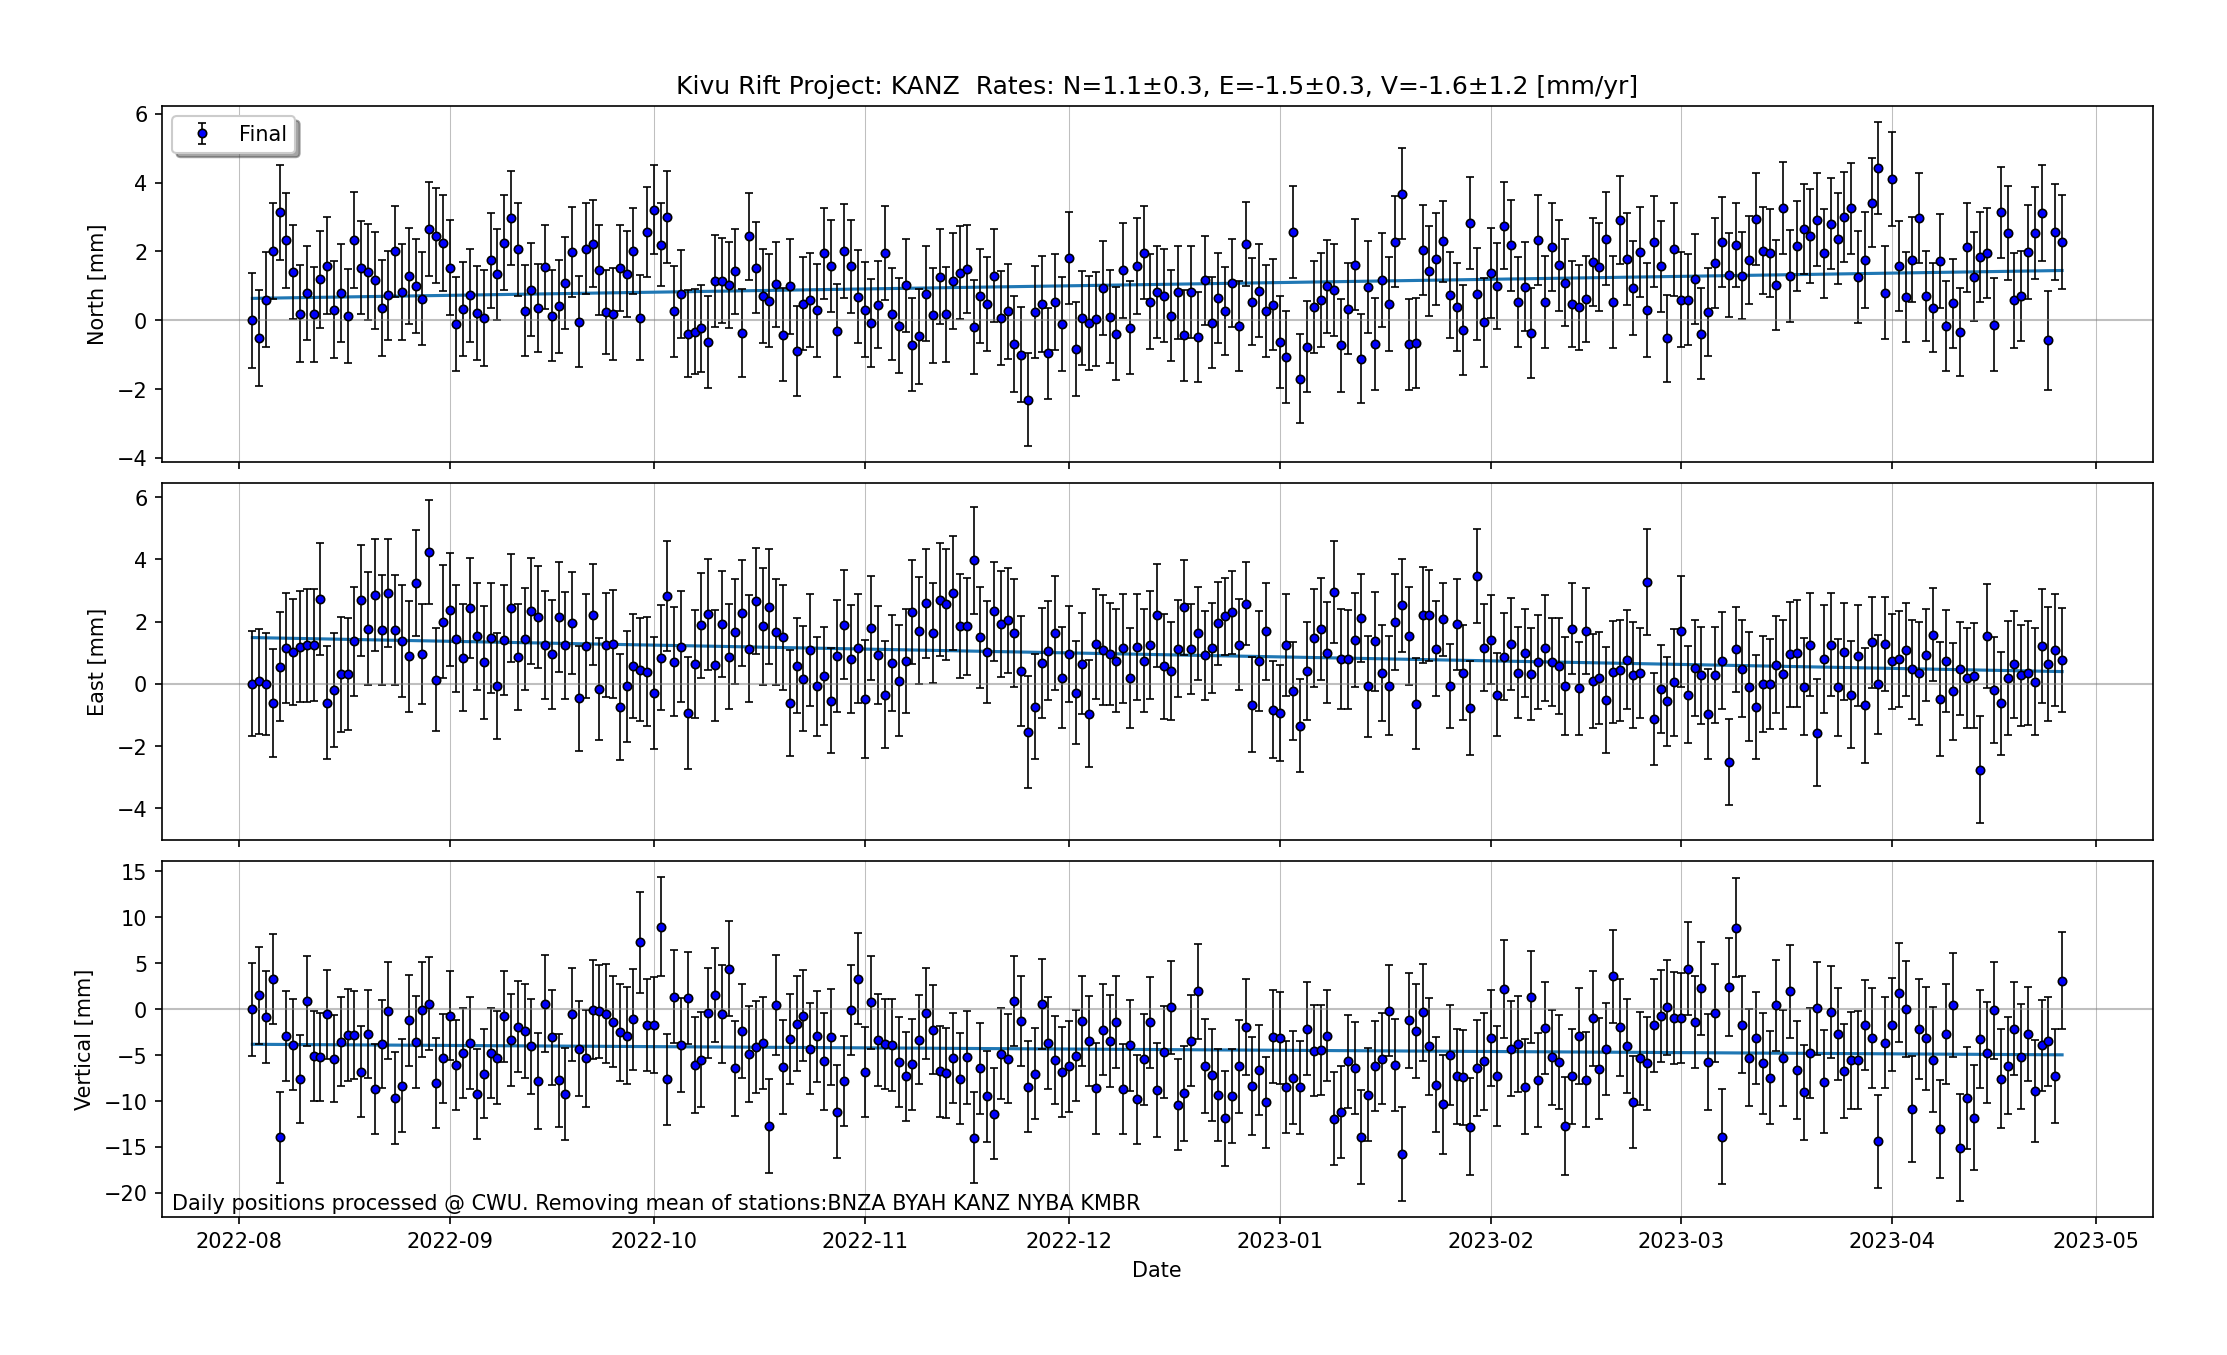 Kivu Rift Project: KANZ  Rates: N=1.1±0.3, E=-1.5±0.3, V=-1.6±1.2 [mm/yr]
Final
North [mm]
6
4
2
0
−2
−4
East [mm]
6
4
2
0
−2
−4
Vertical [mm]
15
10
5
0
−5
−10
−15
−20
Daily positions processed @ CWU. Removing mean of stations:BNZA BYAH KANZ NYBA KMBR
2022-08 2022-09 2022-10 2022-11 2022-12 2023-01 2023-02 2023-03 2023-04 2023-05
Date